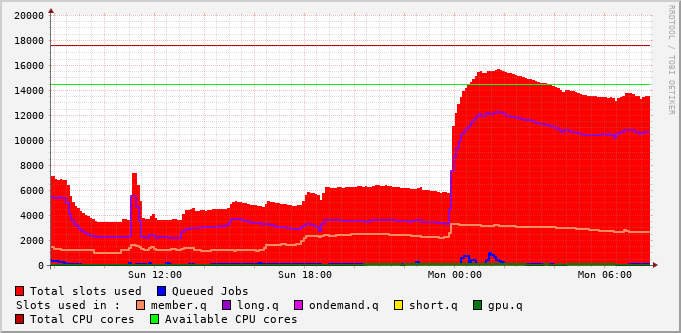 20000
18000
16000
14000
12000
10000
8000
6000
4000
2000
0
Sun 12:00 Sun 18:00 Mon 00:00 Mon 06:00
RRDTOOL / TOBI OETIKER
Total slots used Queued Jobs
Slots used in : member.q long.q ondemand.q short.q gpu.q
Total CPU cores Available CPU cores